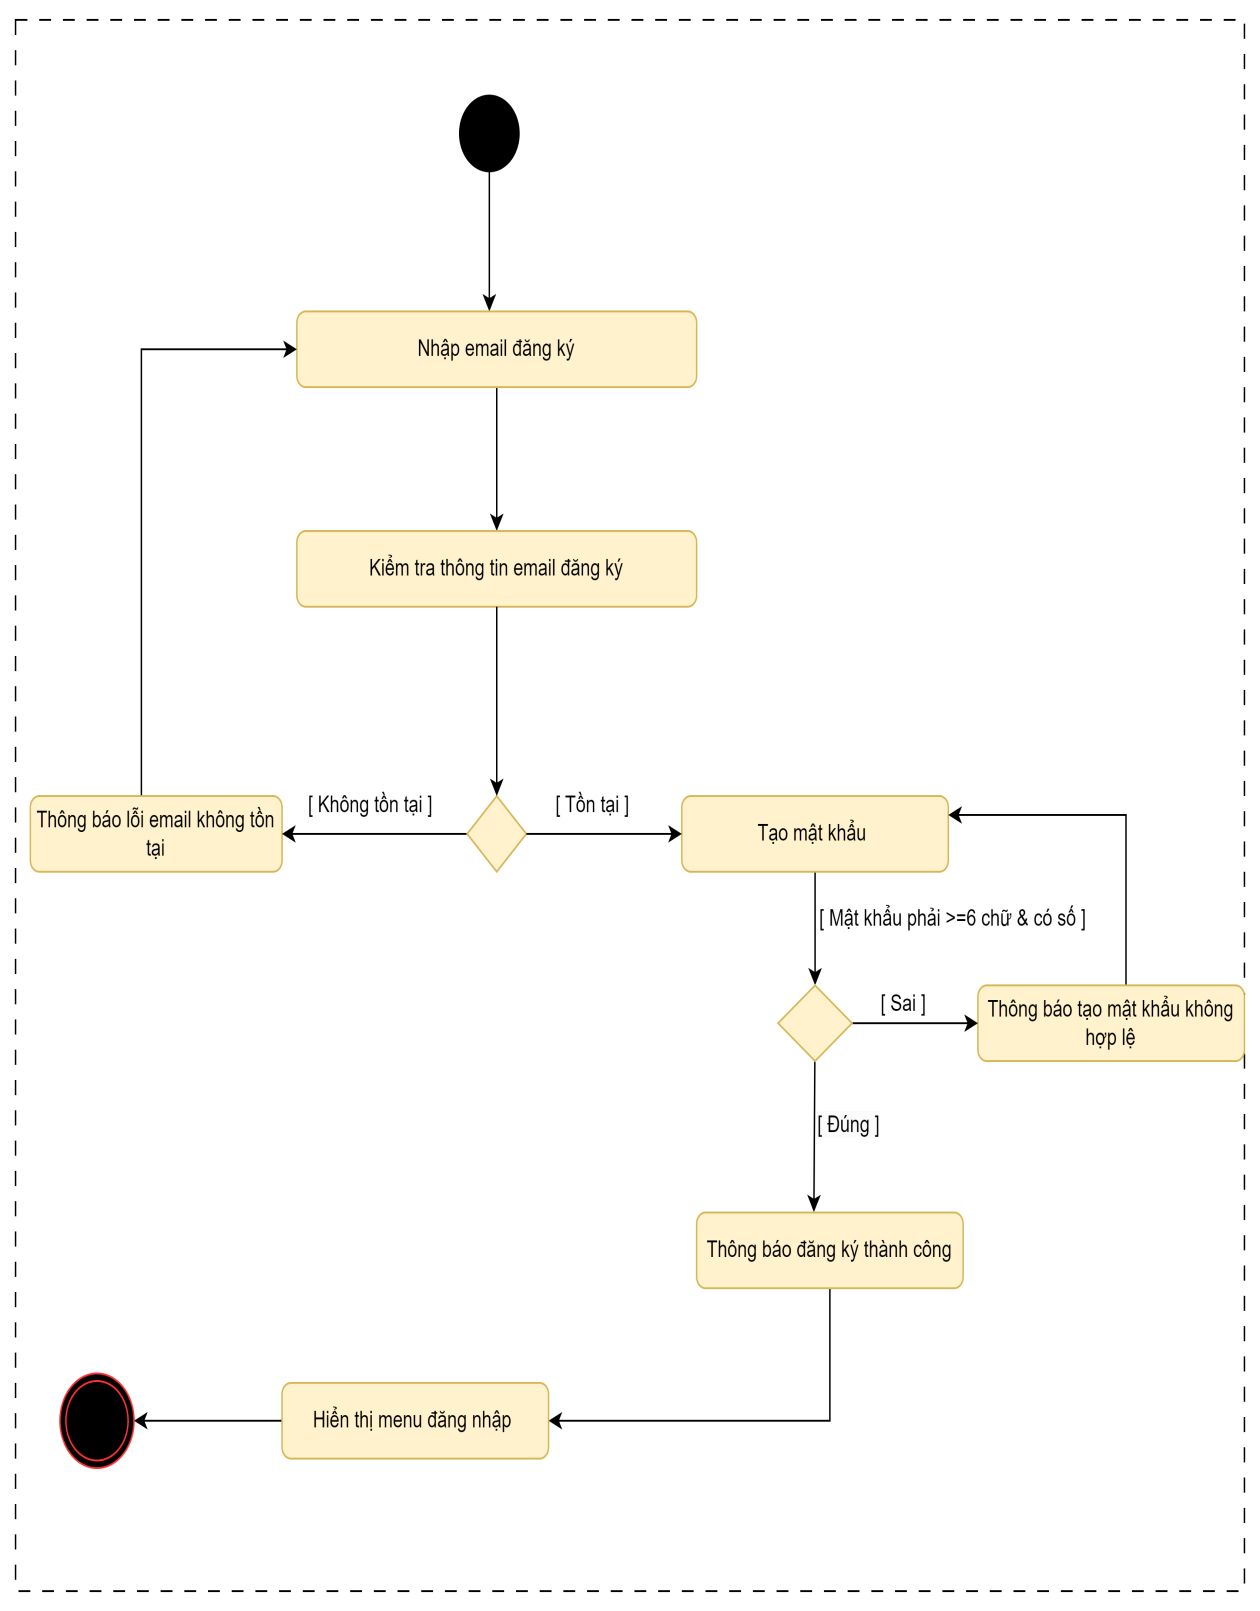 Nhập email đăng ký
Kiểm tra thông tin email đăng ký
[ Không tồn tại ]
[ Tồn tại ]
Thông báo lỗi email không tồn
tại
Tạo mật khẩu
[ Mật khẩu phải >=6 chữ & có số ]
[ Sai ]
Thông báo tạo mật khẩu không
hợp lệ
[ Đúng ]
Thông báo đăng ký thành công
Hiển thị menu đăng nhập